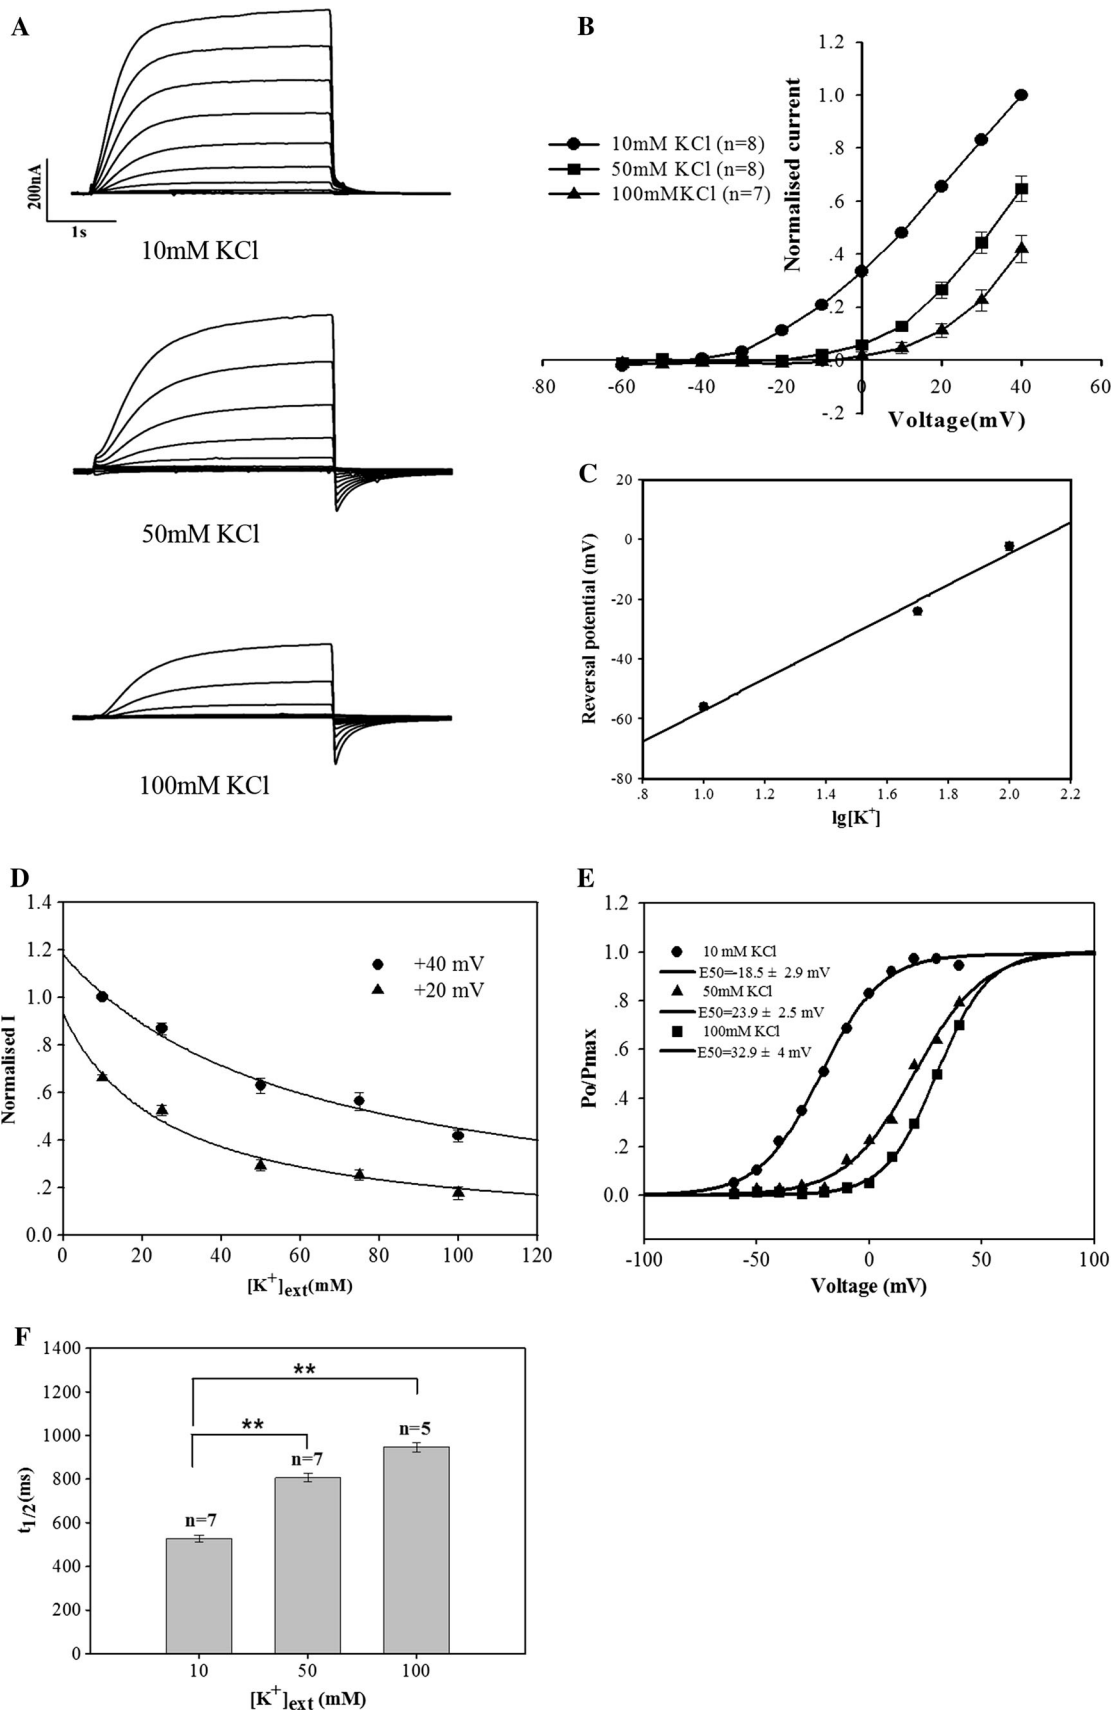 A
200nA
1s
10mM KCl
50mM KCl
100mM KCl
B
1.2
1.0
.8
.6
.4
.2
.0
-.2
Normalised current
10mM KCl (n=8)
50mM KCl (n=8)
100mMKCl (n=7)
-80 -60 -40 -20 0 20 40 60
Voltage(mV)
C
20
0
-20
-40
-60
-80
Reversal potential (mV)
.8 1.0 1.2 1.4 1.6 1.8 2.0 2.2
lg[K+]
D
1.4
1.2
1.0
.8
.6
.4
.2
0.0
Normalised I
+40 mV
+20 mV
0 20 40 60 80 100 120
[K+]ext(mM)
E
1.2
1.0
.8
.6
.4
.2
0.0
Po/Pmax
10 mM KCl
E50=-18.5 ± 2.9 mV
50mM KCl
E50=23.9 ± 2.5 mV
100mM KCl
E50=32.9 ± 4 mV
-100 -50 0 50 100
Voltage (mV)
F
1400
1200
1000
800
600
400
200
0
t1/2(ms)
**
**
n=7
n=7
n=5
10 50 100
[K+]ext (mM)